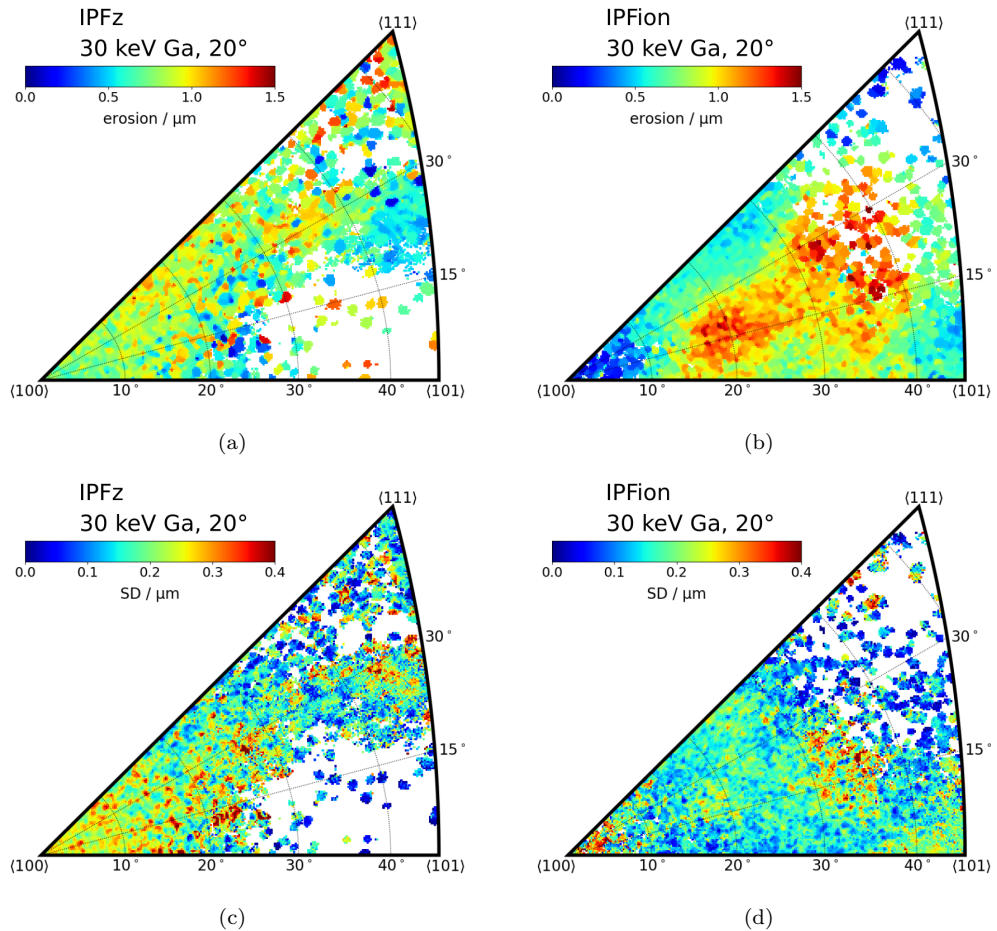 IPFz
30 keV Ga, 20°
0.0 0.5 1.0 1.5
erosion / μm
⟨111⟩
30°
15°
⟨100⟩ 10° 20° 30° 40° ⟨101⟩
(a)
IPFion
30 keV Ga, 20°
0.0 0.5 1.0 1.5
erosion / μm
⟨111⟩
30°
15°
⟨100⟩ 10° 20° 30° 40° ⟨101⟩
(b)
IPFz
30 keV Ga, 20°
0.0 0.1 0.2 0.3 0.4
SD / μm
⟨111⟩
30°
15°
⟨100⟩ 10° 20° 30° 40° ⟨101⟩
(c)
IPFion
30 keV Ga, 20°
0.0 0.1 0.2 0.3 0.4
SD / μm
⟨111⟩
30°
15°
⟨100⟩ 10° 20° 30° 40° ⟨101⟩
(d)